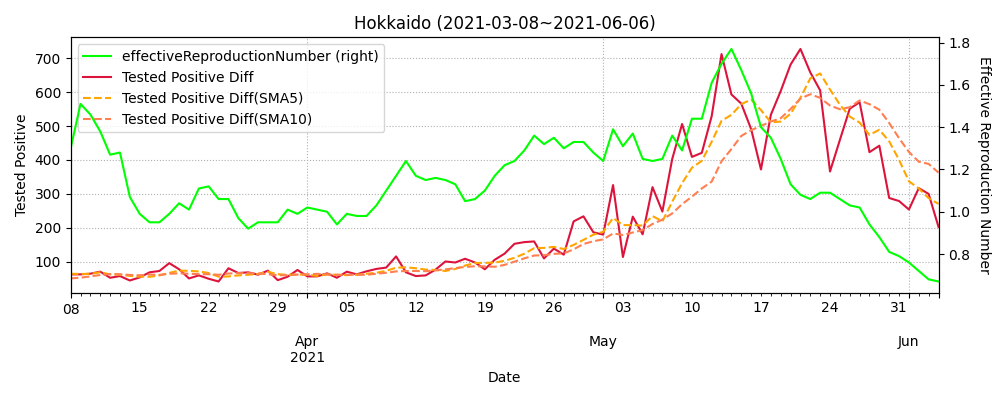 Hokkaido (2021-03-08~2021-06-06)
effectiveReproductionNumber (right)
Tested Positive Diff
Tested Positive Diff(SMA5)
Tested Positive Diff(SMA10)
Tested Positive
700
600
500
400
300
200
100
1.8
1.6
1.4
1.2
1.0
0.8
Effective Reproduction Number
08 15 22 29 05 12 19 26 03 10 17 24 31
Apr May Jun
2021
Date